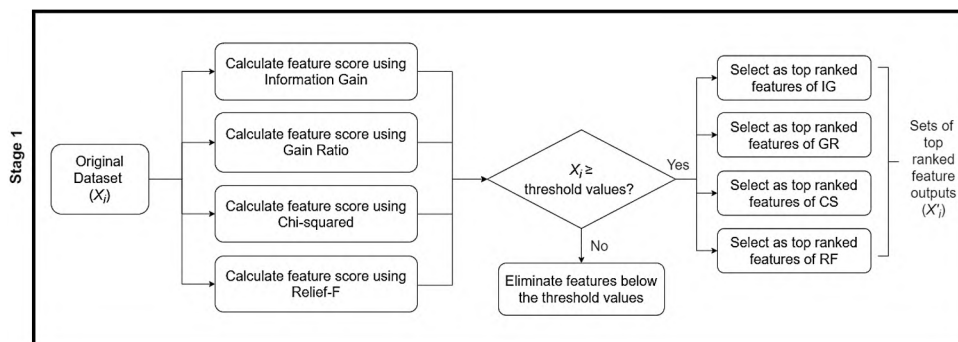 Stage 1
Original
Dataset
(Xi)
Calculate feature score using
Information Gain
Calculate feature score using
Gain Ratio
Calculate feature score using
Chi-squared
Calculate feature score using
Relief-F
Xi ≥
threshold values?
Yes
No
Eliminate features below
the threshold values
Select as top ranked
features of IG
Select as top ranked
features of GR
Select as top ranked
features of CS
Select as top ranked
features of RF
Sets of
top
ranked
feature
outputs
(X'i)